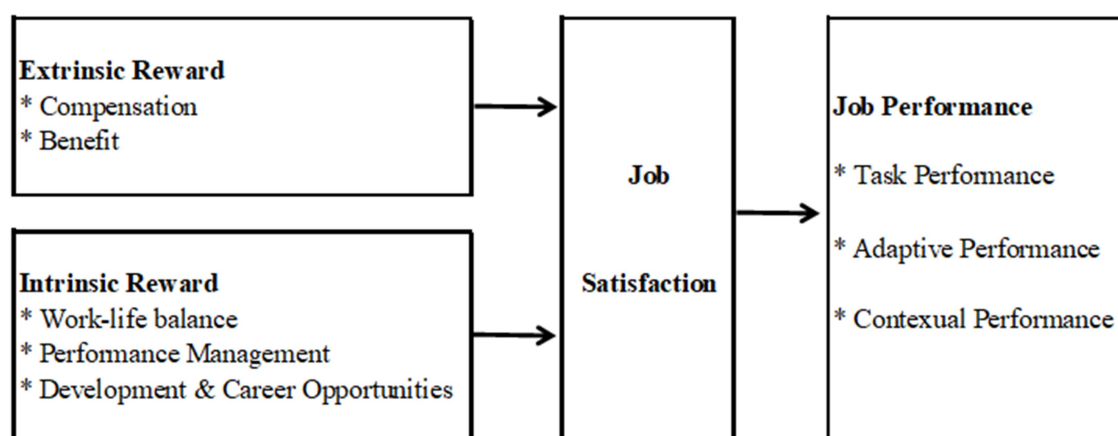 Extrinsic Reward
* Compensation
* Benefit
Intrinsic Reward
* Work-life balance
* Performance Management
* Development & Career Opportunities
Job
Satisfaction
Job Performance
* Task Performance
* Adaptive Performance
* Contexual Performance